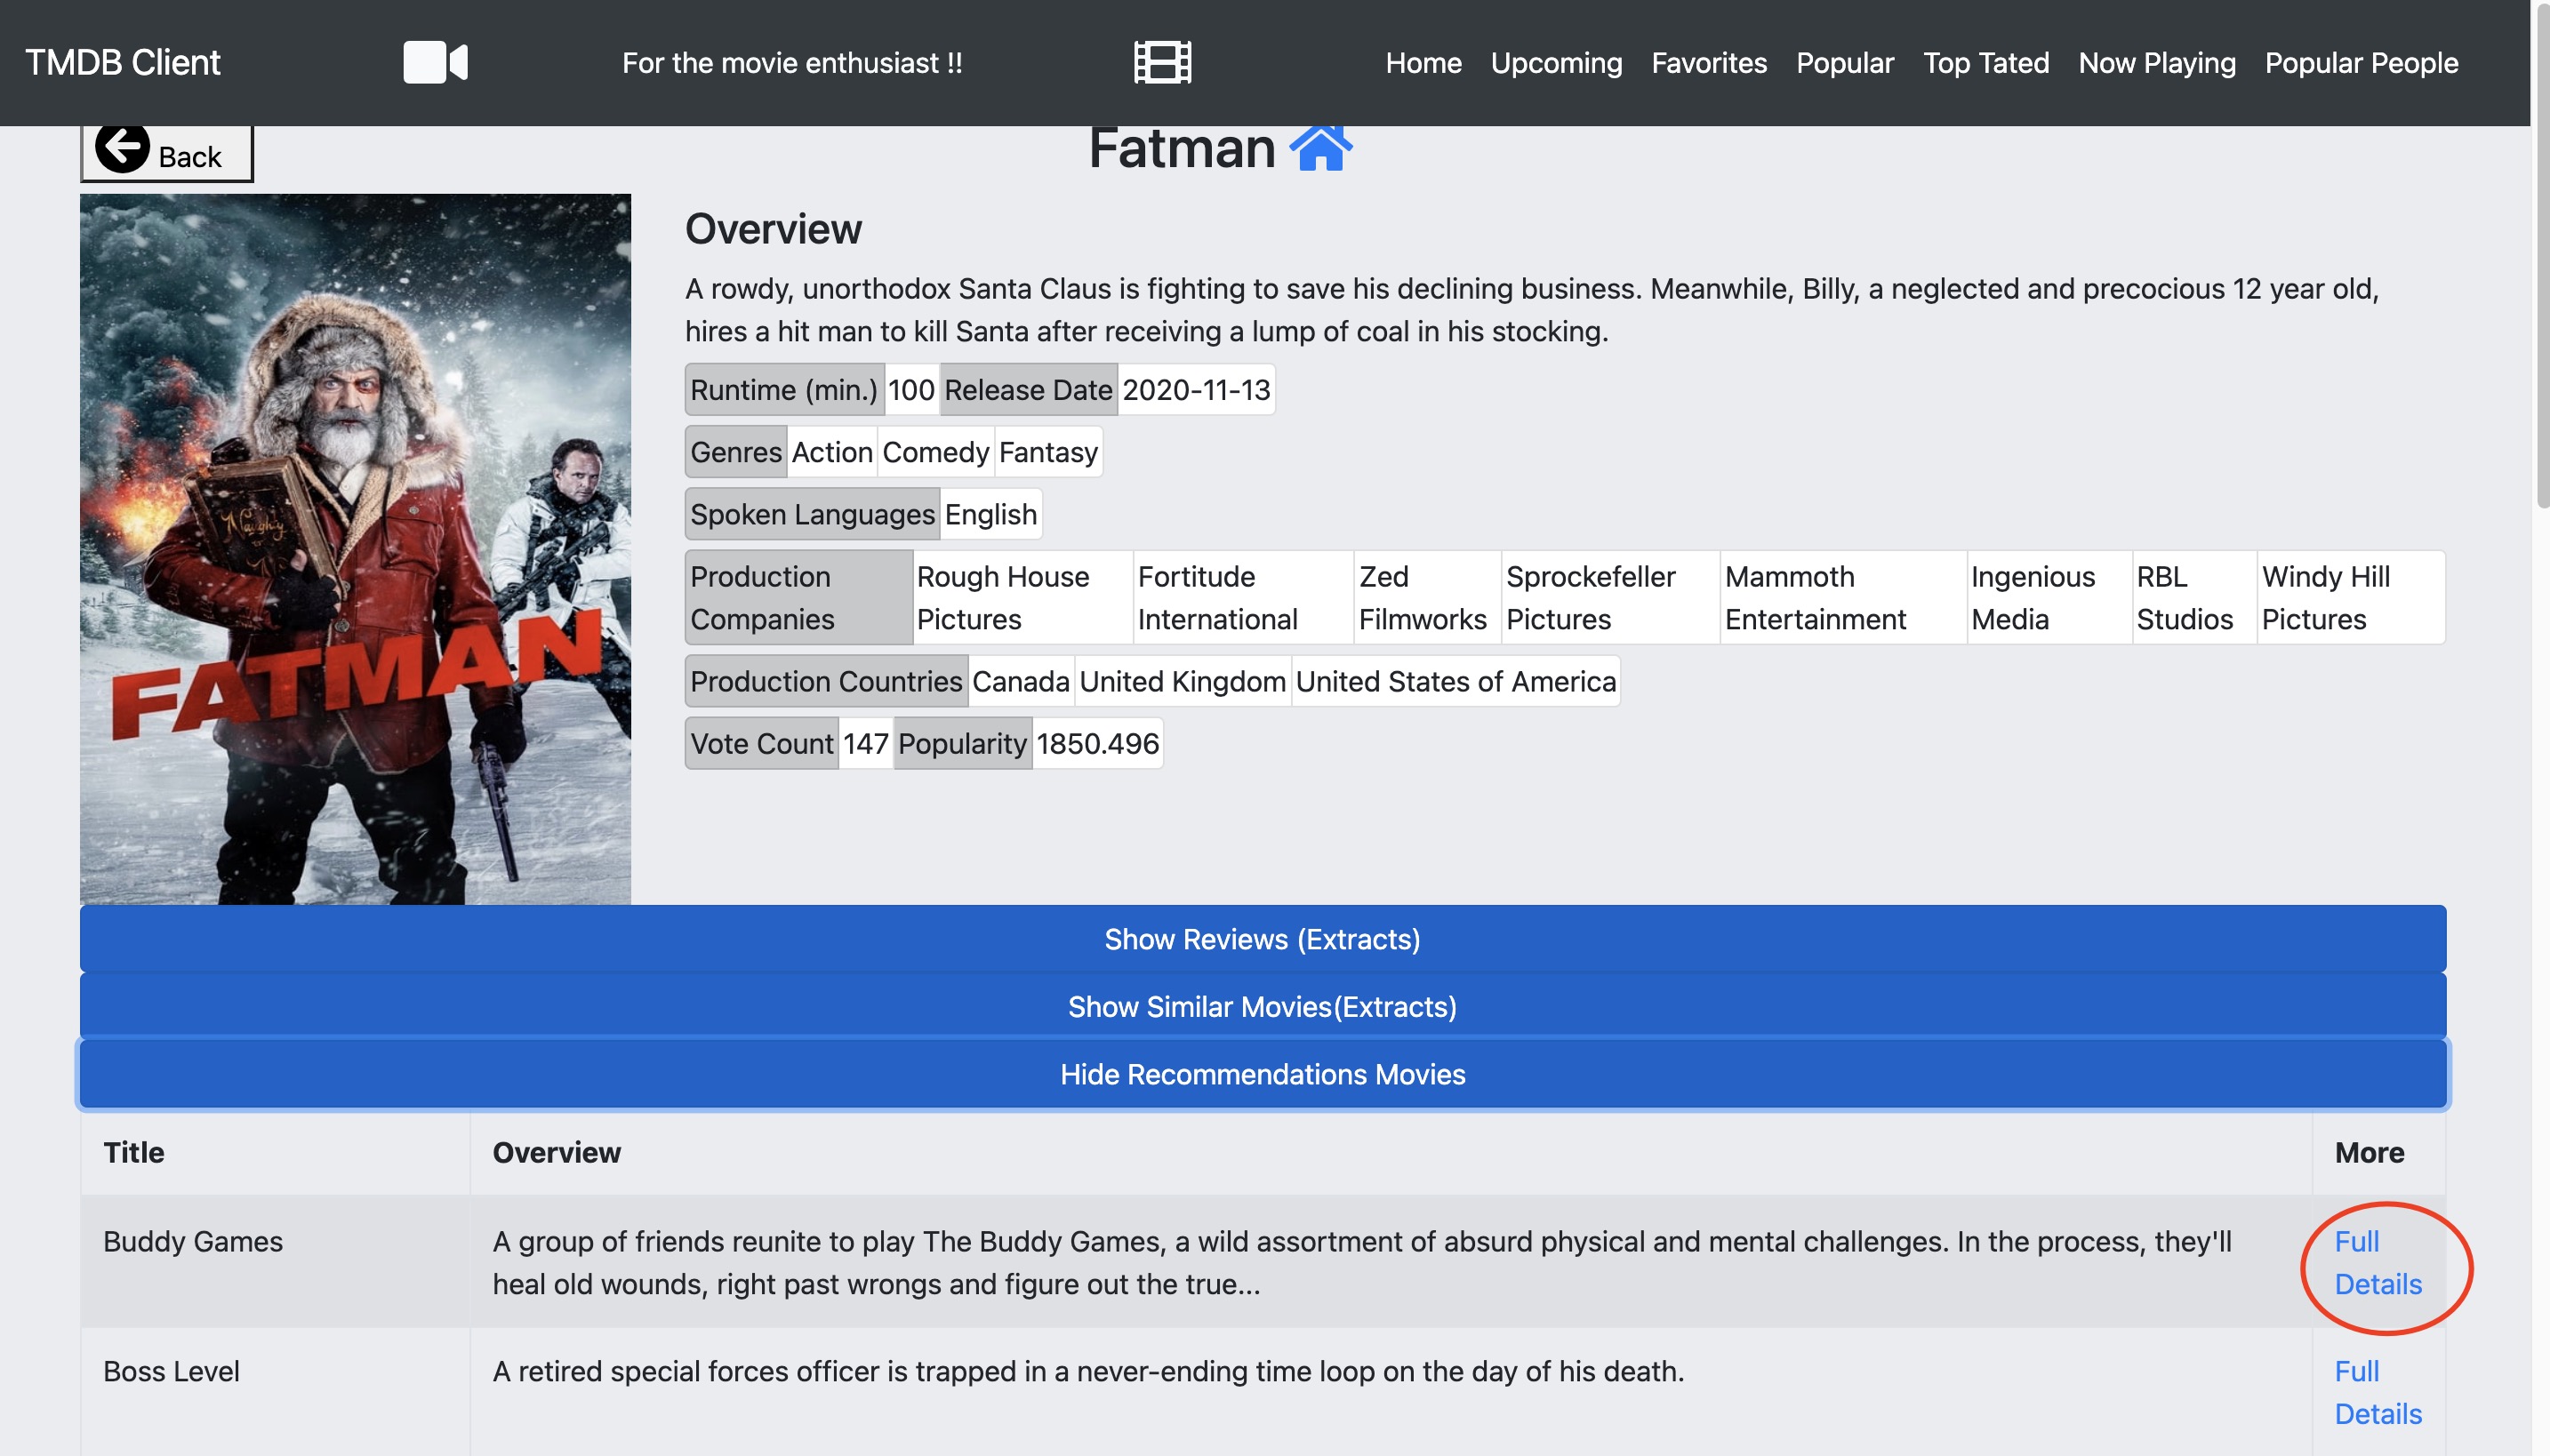 TMDB Client
For the movie enthusiast !!
Home Upcoming Favorites Popular Top Tated Now Playing Popular People
Back
Fatman
Naughty
FATMAN
Overview
A rowdy, unorthodox Santa Claus is fighting to save his declining business. Meanwhile, Billy, a neglected and precocious 12 year old,
hires a hit man to kill Santa after receiving a lump of coal in his stocking.
Runtime (min.) 100 Release Date 2020-11-13
Genres Action Comedy Fantasy
Spoken Languages English
Production Companies
Rough House Pictures
Fortitude International
Zed Filmworks
Sprockefeller Pictures
Mammoth Entertainment
Ingenious Media
RBL Studios
Windy Hill Pictures
Production Countries Canada United Kingdom United States of America
Vote Count 147 Popularity 1850.496
Show Reviews (Extracts)
Show Similar Movies(Extracts)
Hide Recommendations Movies
Title Overview More
Buddy Games
A group of friends reunite to play The Buddy Games, a wild assortment of absurd physical and mental challenges. In the process, they'll
heal old wounds, right past wrongs and figure out the true...
Full
Details
Boss Level
A retired special forces officer is trapped in a never-ending time loop on the day of his death.
Full
Details